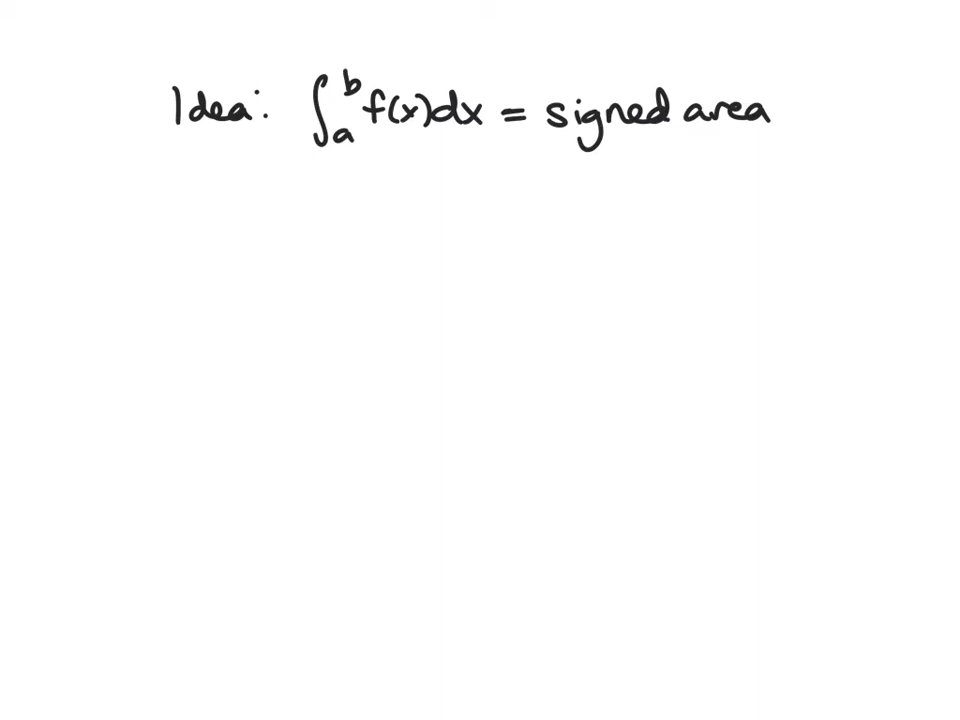 Idea: ∫_a^b f(x)dx = signed area